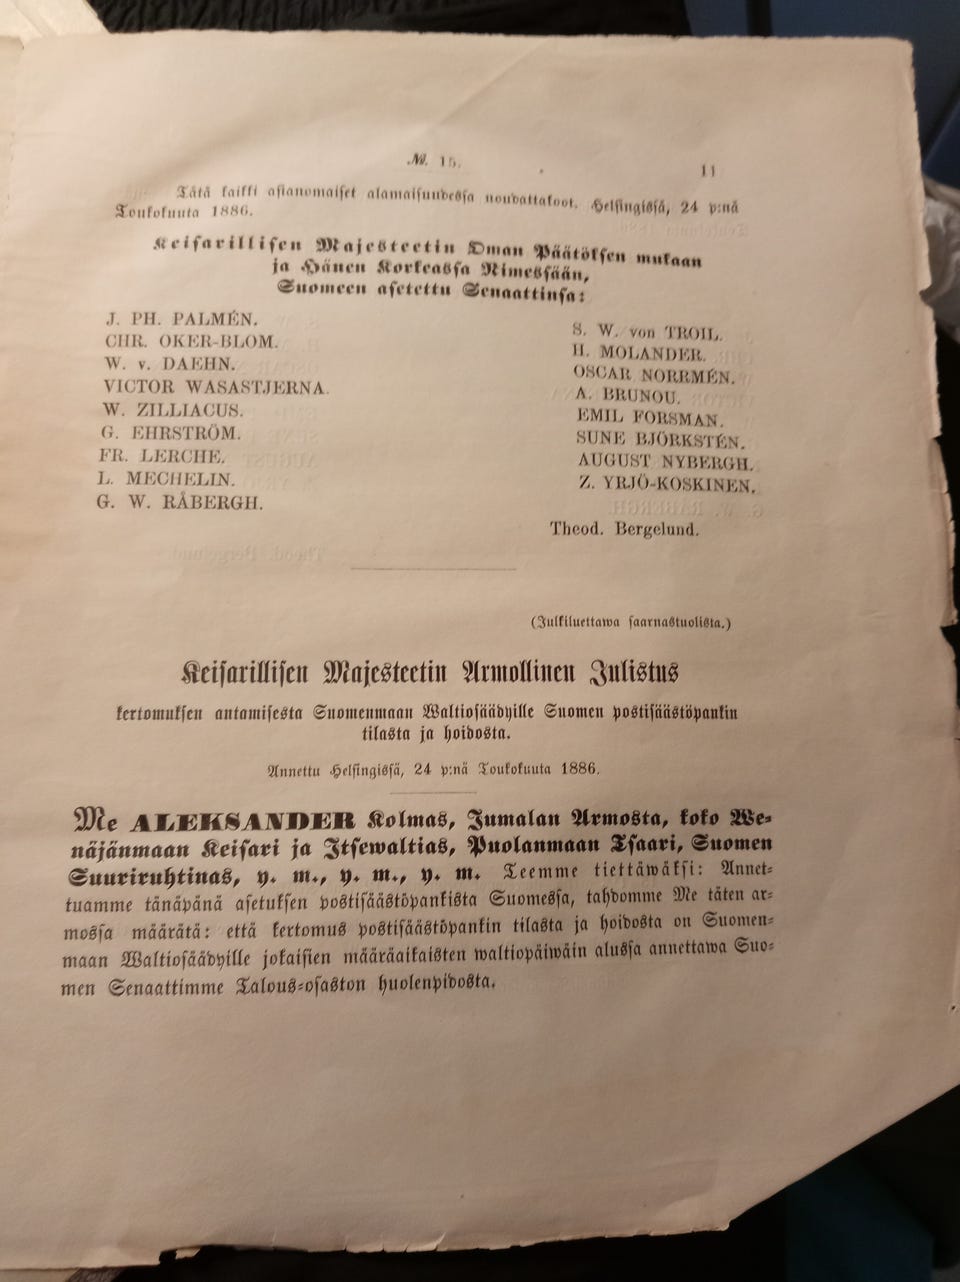 №. 15.
11
Tätä kaikki asianomaiset alamaisuudessa noudattakoot. Helsingissä, 24 p:nä
Toukokuuta 1886.
Keisarillisen Majesteetin Oman Päätöksen mukaan
ja Hänen Korkeassa Nimessään,
Suomeen asetettu Senaattinsa:
J. PH. PALMÉN.
CHR. OKER-BLOM.
W. v. DAEHN.
VICTOR WASASTJERNA.
W. ZILLIACUS.
G. EHRSTRÖM.
FR. LERCHE.
L. MECHELIN.
G. W. RÅBERGH.
S. W. von TROIL.
H. MOLANDER.
OSCAR NORRMÉN.
A. BRUNOU.
EMIL FORSMAN.
SUNE BJÖRKSTÉN.
AUGUST NYBERGH.
Z. YRJÖ-KOSKINEN.
Theod. Bergelund.
(Julkiluettawa saarnastuolista.)
Keisarillisen Majesteetin Armollinen Julistus
kertomuksen antamisesta Suomenmaan Waltiosäädyille Suomen postisäästöpankin
tilasta ja hoidosta.
Annettu Helsingissä, 24 p:nä Toukokuuta 1886.
Me ALEKSANDER Kolmas, Jumalan Armosta, koko We-
näjänmaan Keisari ja Itsewaltias, Puolanmaan Tsaari, Suomen
Suuriruhtinas, y. m., y. m., y. m. Teemme tiettäwäksi: Annet-
tuamme tänäpänä asetuksen postisäästöpankista Suomessa, tahdomme Me täten ar-
mossa määrätä: että kertomus postisäästöpankin tilasta ja hoidosta on Suomen-
maan Waltiosäädyille jokaisien määräaikaisten waltiopäiwäin alussa annettawa Suo-
men Senaattimme Talous-osaston huolenpidosta.